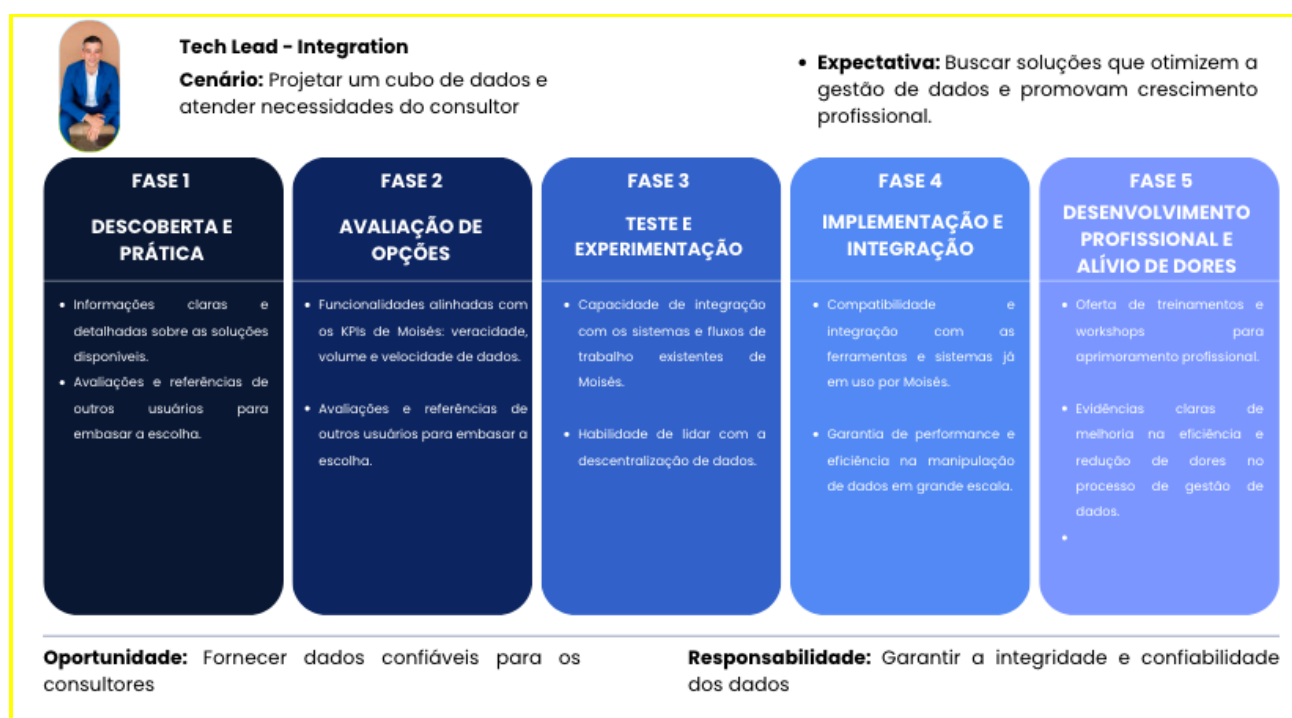 Tech Lead - Integration
Cenário: Projetar um cubo de dados e
atender necessidades do consultor
• Expectativa: Buscar soluções que otimizem a
gestão de dados e promovam crescimento
profissional.
FASE 1
DESCOBERTA E
PRÁTICA
• Informações claras e
detalhadas sobre as soluções
disponíveis.
• Avaliações e referências de
outros usuários para
embasar a escolha.
FASE 2
AVALIAÇÃO DE
OPÇÕES
• Funcionalidades alinhadas com
os KPIs de Moisés: veracidade,
volume e velocidade de dados.
• Avaliações e referências de
outros usuários para embasar a
escolha.
FASE 3
TESTE E
EXPERIMENTAÇÃO
• Capacidade de integração
com os sistemas e fluxos de
trabalho existentes de
Moisés.
• Habilidade de lidar com a
descentralização de dados.
FASE 4
IMPLEMENTAÇÃO E
INTEGRAÇÃO
• Compatibilidade e
integração com as
ferramentas e sistemas já
em uso por Moisés.
• Garantia de performance e
eficiência na manipulação
de dados em grande escala.
FASE 5
DESENVOLVIMENTO
PROFISSIONAL E
ALÍVIO DE DORES
• Oferta de treinamentos e
workshops para
aprimoramento profissional.
• Evidências claras de
melhoria na eficiência e
redução de dores no
processo de gestão de
dados.
•
Oportunidade: Fornecer dados confiáveis para os
consultores
Responsabilidade: Garantir a integridade e confiabilidade
dos dados